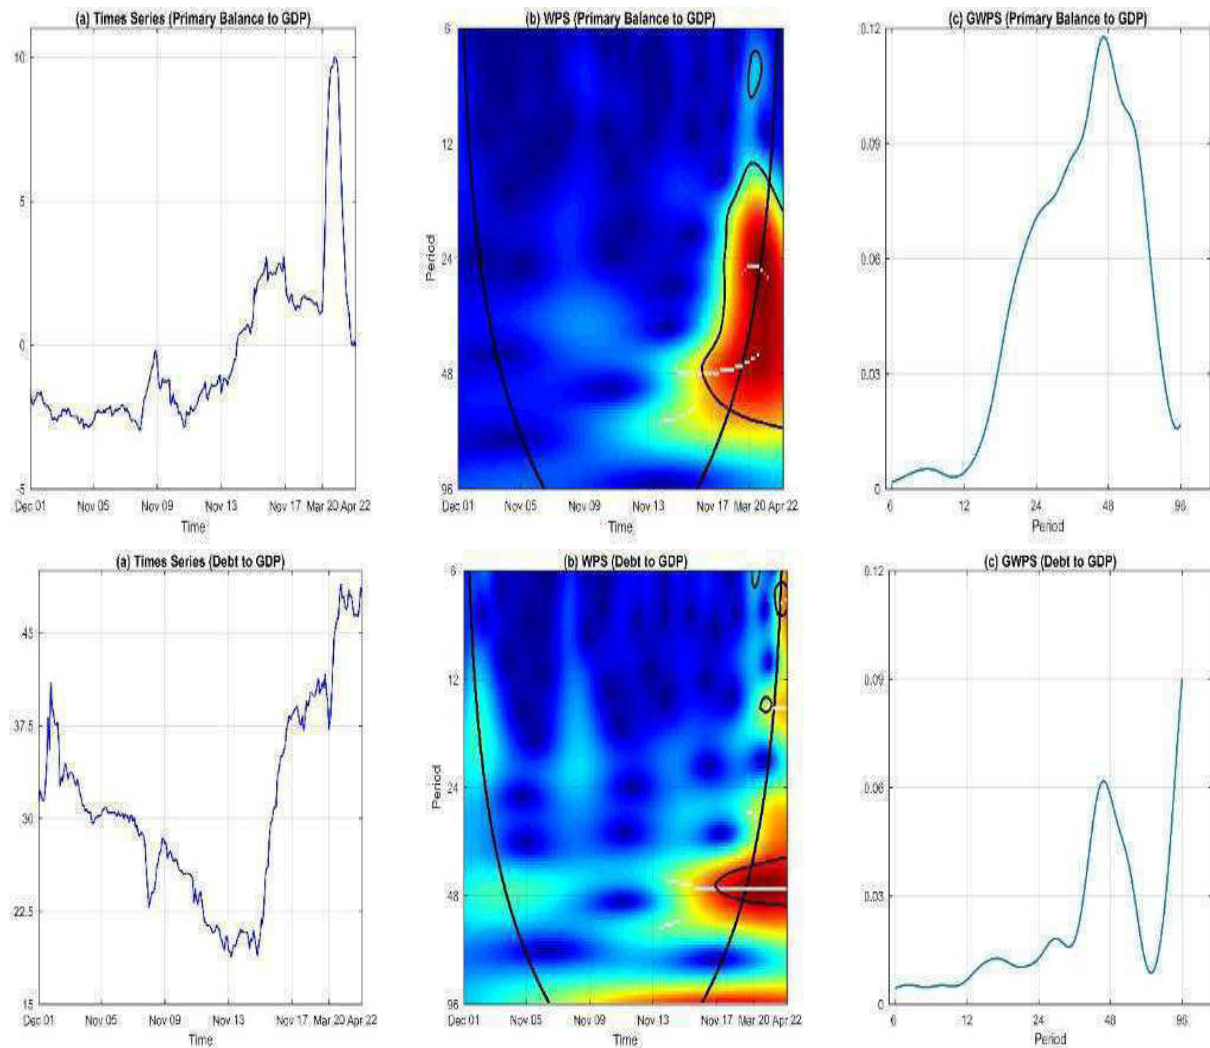 (a) Times Series (Primary Balance to GDP)
10
5
0
-5
Dec 01 Nov 05 Nov 09 Nov 13 Nov 17 Mar 20 Apr 22
Time
(b) WPS (Primary Balance to GDP)
6
12
24
48
96
Period
Dec 01 Nov 05 Nov 09 Nov 13 Nov 17 Mar 20 Apr 22
Time
(c) GWPS (Primary Balance to GDP)
0.12
0.09
0.06
0.03
0
6 12 24 48 96
Period
(a) Times Series (Debt to GDP)
45
37.5
30
22.5
15
Dec 01 Nov 05 Nov 09 Nov 13 Nov 17 Mar 20 Apr 22
Time
(b) WPS (Debt to GDP)
6
12
24
48
96
Period
Dec 01 Nov 05 Nov 09 Nov 13 Nov 17 Mar 20 Apr 22
Time
(c) GWPS (Debt to GDP)
0.12
0.09
0.06
0.03
0
6 12 24 48 96
Period